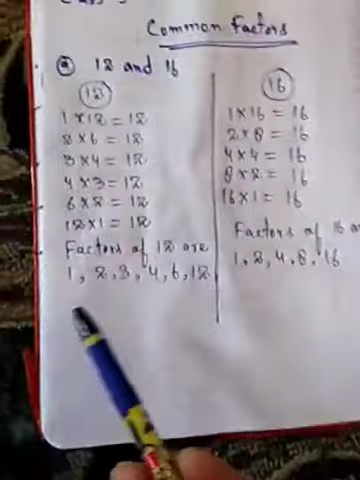 Common Factors
a 12 and 16
12
1 x 12 = 12
2 x 6 = 12
3 x 4 = 12
4 x 3 = 12
6 x 2 = 12
12 x 1 = 12
Factors of 12 are
1, 2, 3, 4, 6, 12
16
1 x 16 = 16
2 x 8 = 16
4 x 4 = 16
8 x 2 = 16
16 x 1 = 16
Factors of 16 a
1, 2, 4, 8, 16